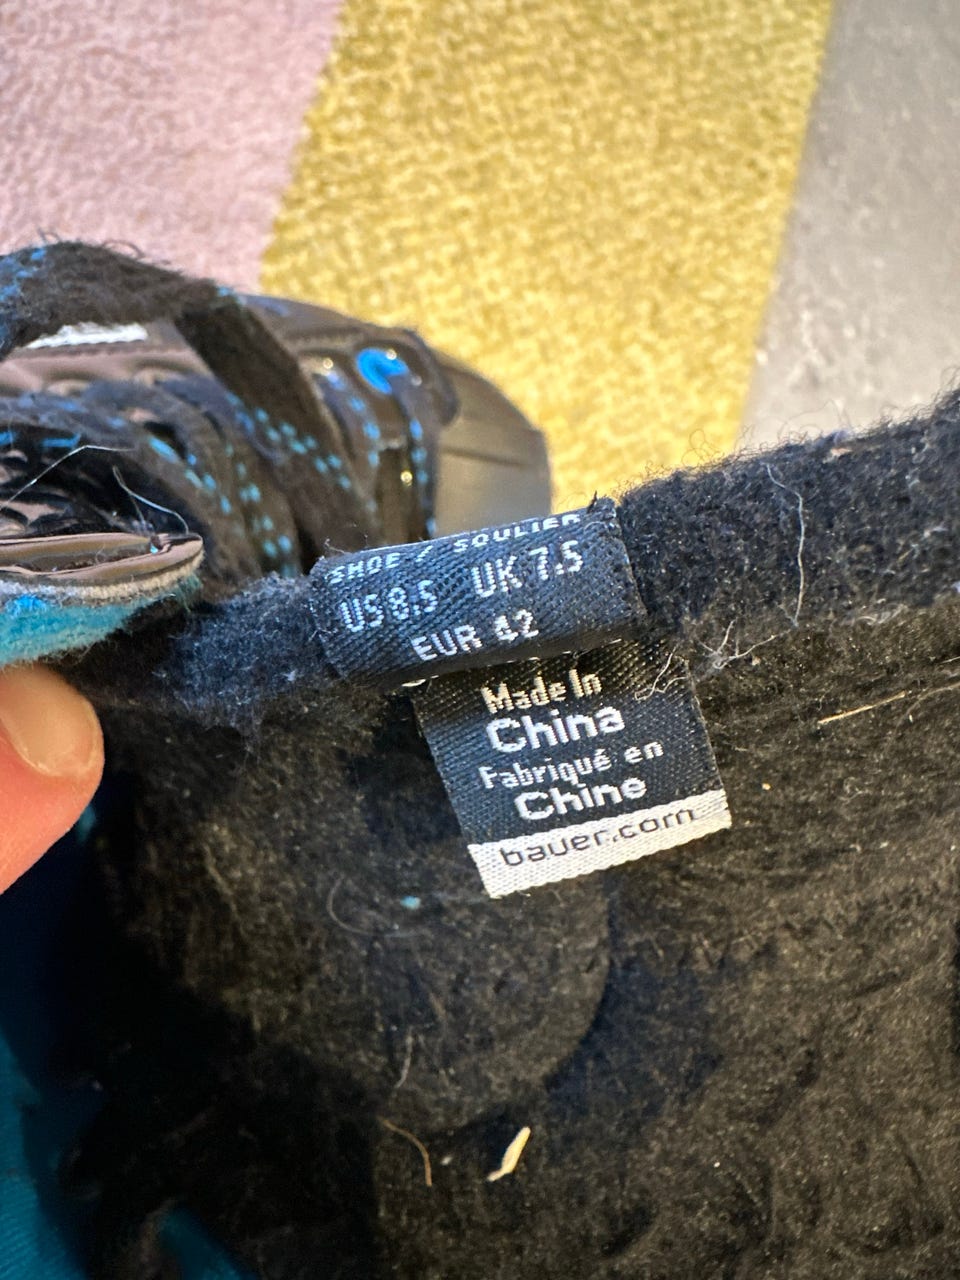 SHOE / SOULIER
US 8.5 UK 7.5
EUR 42
Made In
China
Fabriqué en
Chine
bauer.com